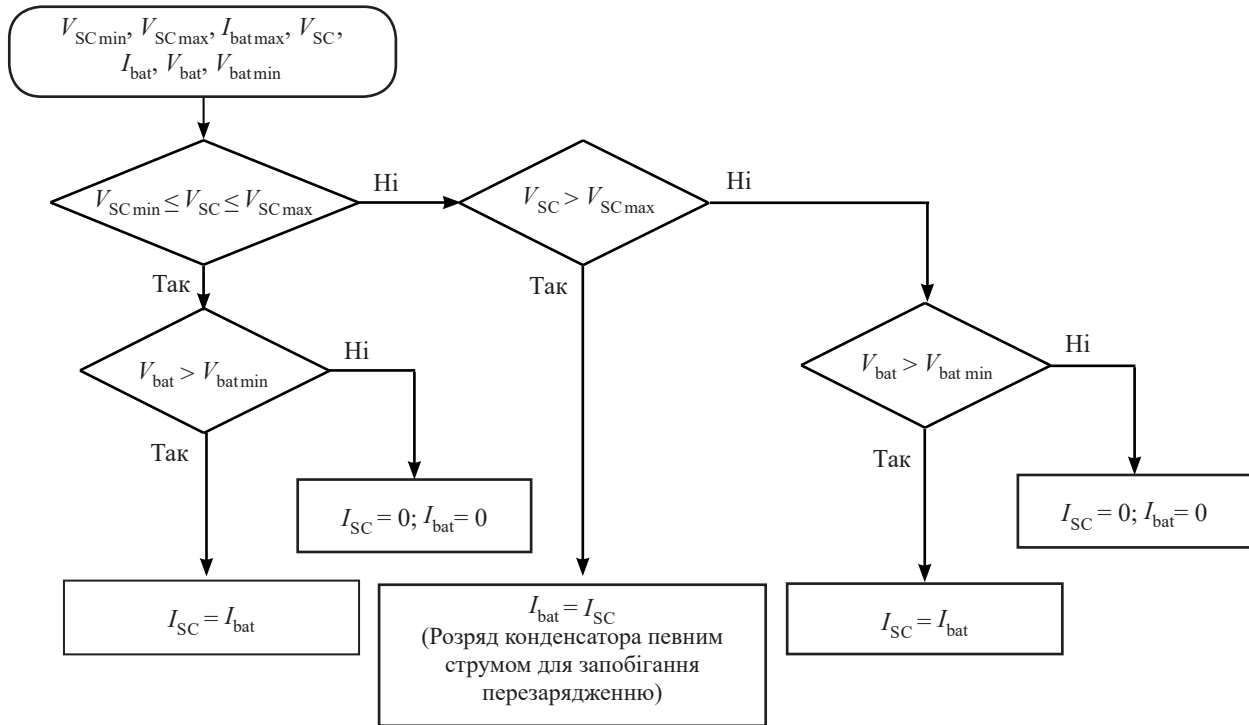 V_SC min, V_SC max, I_bat max, V_SC,
I_bat, V_bat, V_bat min
V_SC min ≤ V_SC ≤ V_SC max
Ні
V_SC > V_SC max
Ні
Так
Так
V_bat > V_bat min
Ні
V_bat > V_bat min
Ні
Так
Так
I_SC = 0; I_bat = 0
I_SC = 0; I_bat = 0
I_SC = I_bat
I_bat = I_SC
(Розряд конденсатора певним
струмом для запобігання
перезарядженню)
I_SC = I_bat